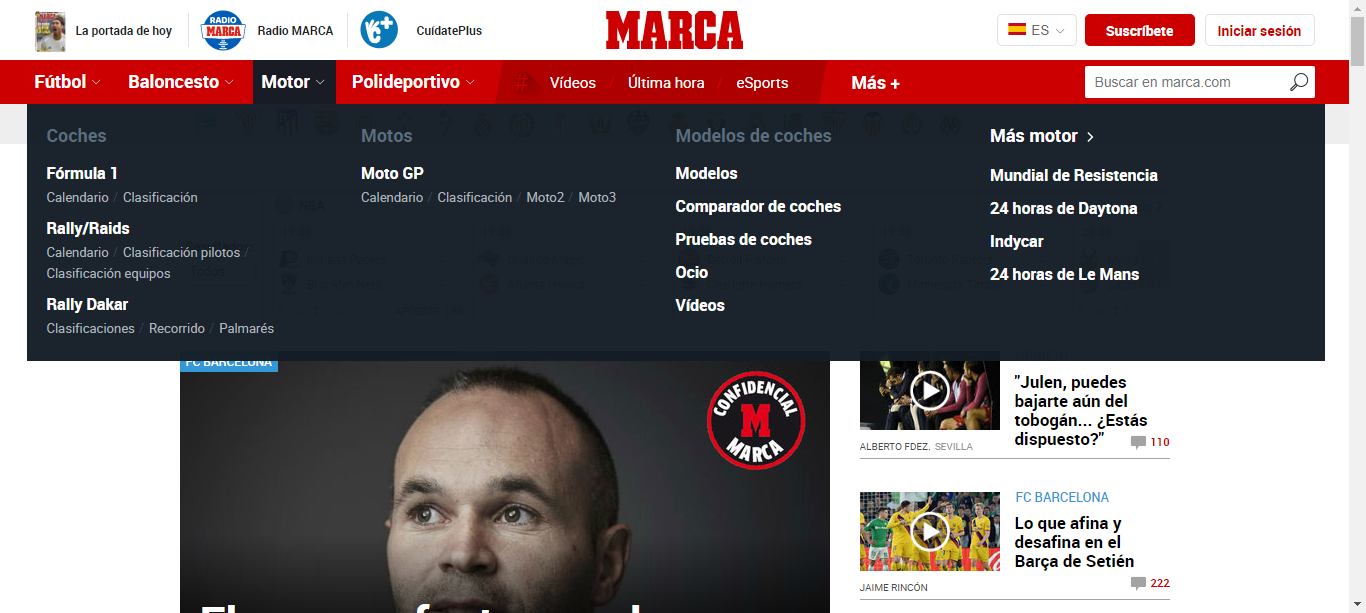 La portada de hoy
RADIO MARCA
Radio MARCA
C+
CuídatePlus
MARCA
ES
Suscríbete
Iniciar sesión
Fútbol
Baloncesto
Motor
Polideportivo
#
Vídeos
Última hora
eSports
Más +
Buscar en marca.com
Coches
Fórmula 1
Calendario / Clasificación
Rally/Raids
Calendario / Clasificación pilotos /
Clasificación equipos
Rally Dakar
Clasificaciones / Recorrido / Palmarés
Motos
Moto GP
Calendario / Clasificación / Moto2 / Moto3
Modelos de coches
Modelos
Comparador de coches
Pruebas de coches
Ocio
Vídeos
Más motor
Mundial de Resistencia
24 horas de Daytona
Indycar
24 horas de Le Mans
NBA
FC BARCELONA
CONFIDENCIAL
M
MARCA
"Julen, puedes
bajarte aún del
tobogán... ¿Estás
dispuesto?"
110
ALBERTO FDEZ. SEVILLA
FC BARCELONA
Lo que afina y
desafina en el
Barça de Setién
222
JAIME RINCÓN